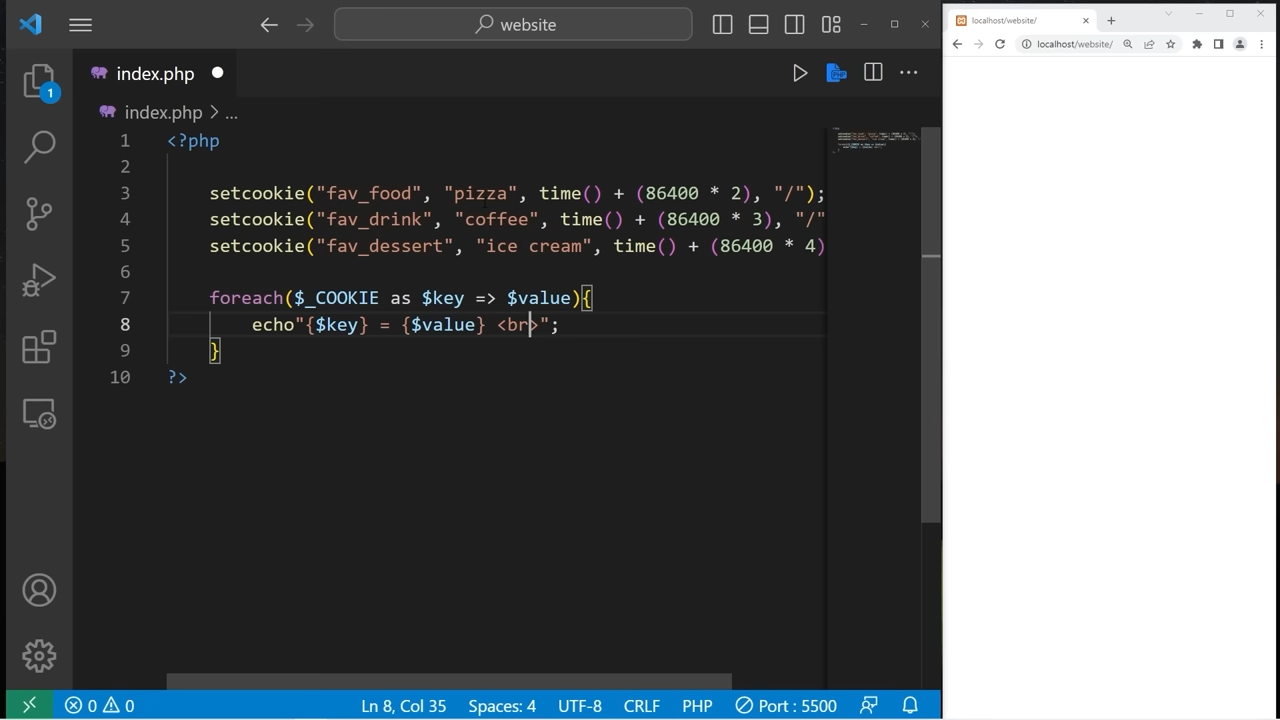 website
index.php
index.php > ...
1 <?php
2
3 setcookie("fav_food", "pizza", time() + (86400 * 2), "/");
4 setcookie("fav_drink", "coffee", time() + (86400 * 3), "/"
5 setcookie("fav_dessert", "ice cream", time() + (86400 * 4)
6
7 foreach($_COOKIE as $key => $value){
8 echo"{$key} = {$value} <br>";
9 }
10 ?>
1
PHP
0 0
Ln 8, Col 35
Spaces: 4
UTF-8
CRLF
PHP
Port : 5500
localhost/website/
localhost/website/